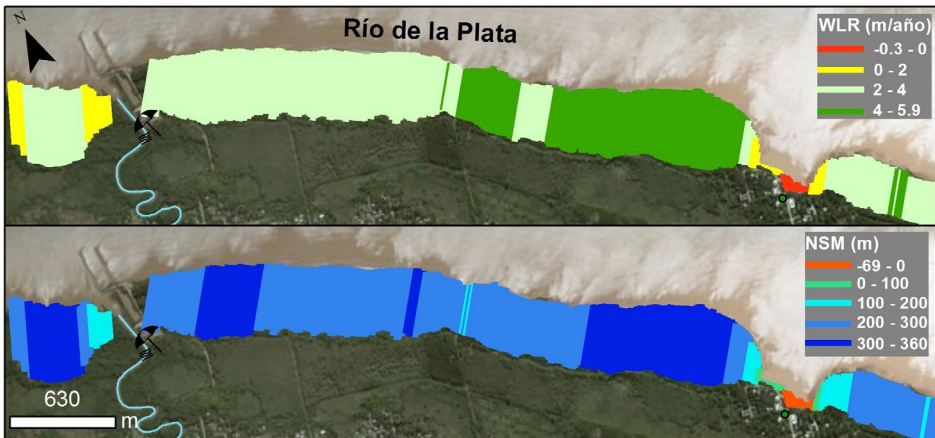 N
Río de la Plata
WLR (m/año)
-0.3 - 0
0 - 2
2 - 4
4 - 5.9
NSM (m)
-69 - 0
0 - 100
100 - 200
200 - 300
300 - 360
630
m